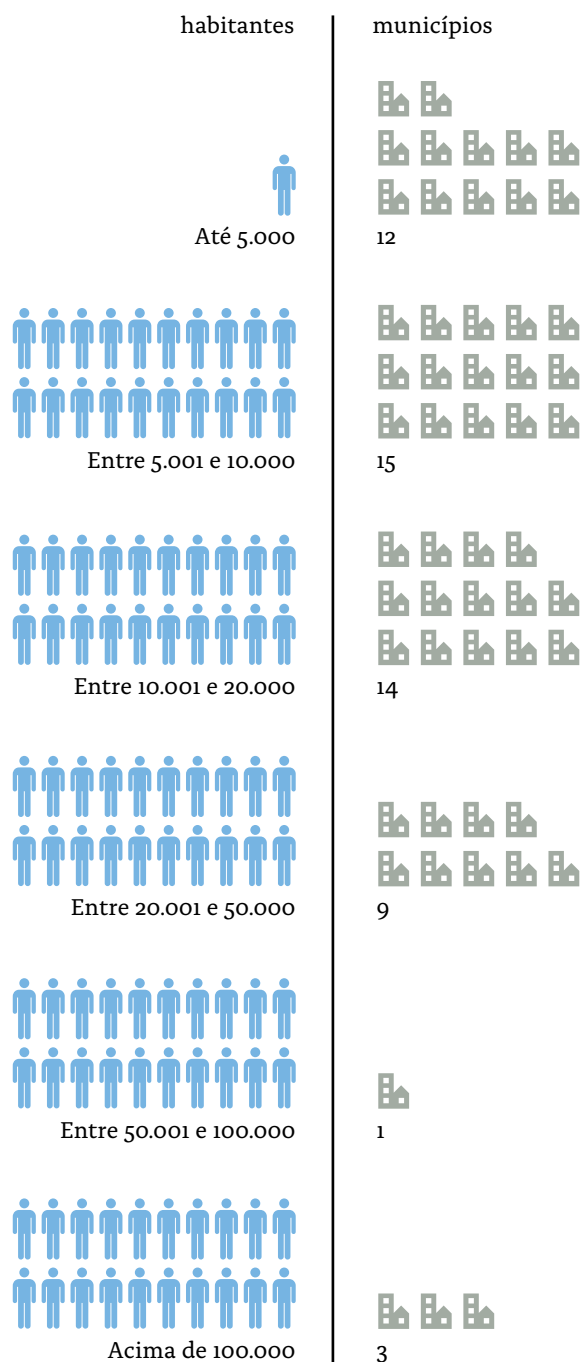 habitantes
municípios
Até 5.000
12
Entre 5.001 e 10.000
15
Entre 10.001 e 20.000
14
Entre 20.001 e 50.000
9
Entre 50.001 e 100.000
1
Acima de 100.000
3